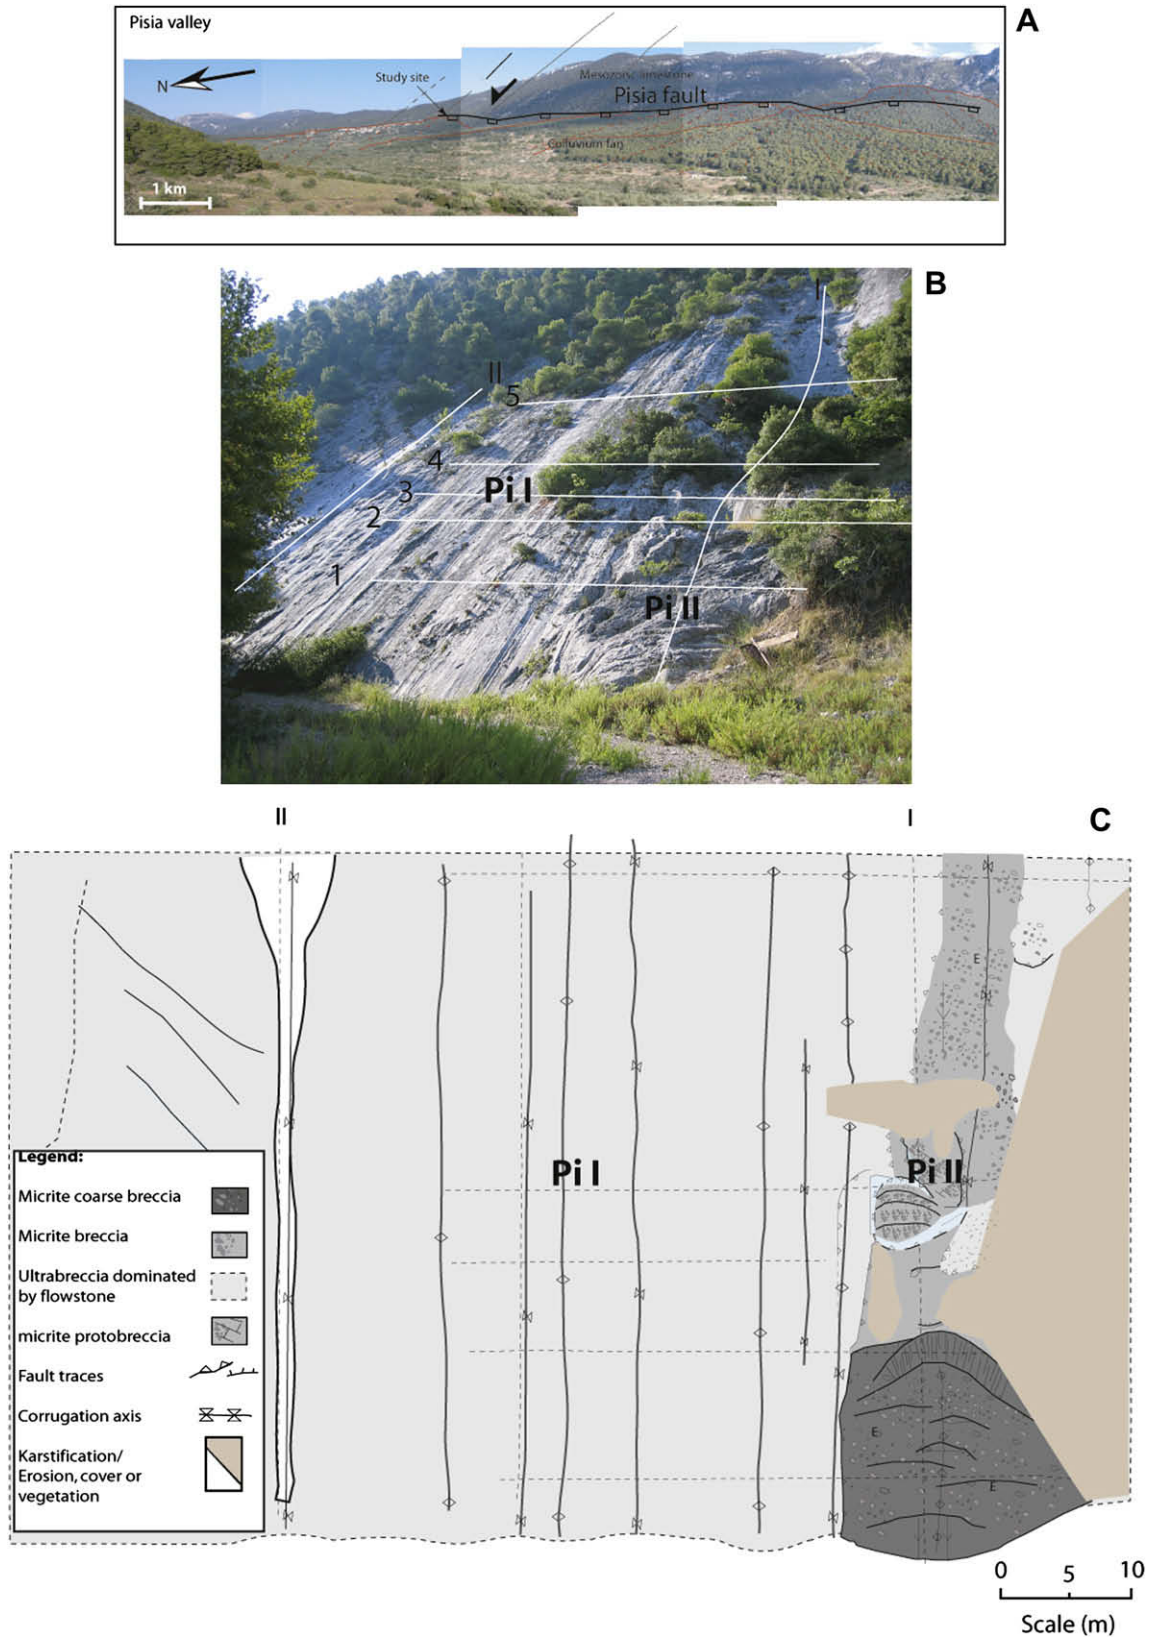 Pisia valley
A
N
Study site
Mesozoic limestone
Pisia fault
Colluvium fan
1 km
B
I
II
5
4
Pi I
3
2
1
Pi II
II
I
C
E
Pi I
Pi II
Legend:
Micrite coarse breccia
Micrite breccia
Ultrabreccia dominated
by flowstone
micrite protobreccia
Fault traces
Corrugation axis
Karstification/
Erosion, cover or
vegetation
E
E
0
5
10
Scale (m)